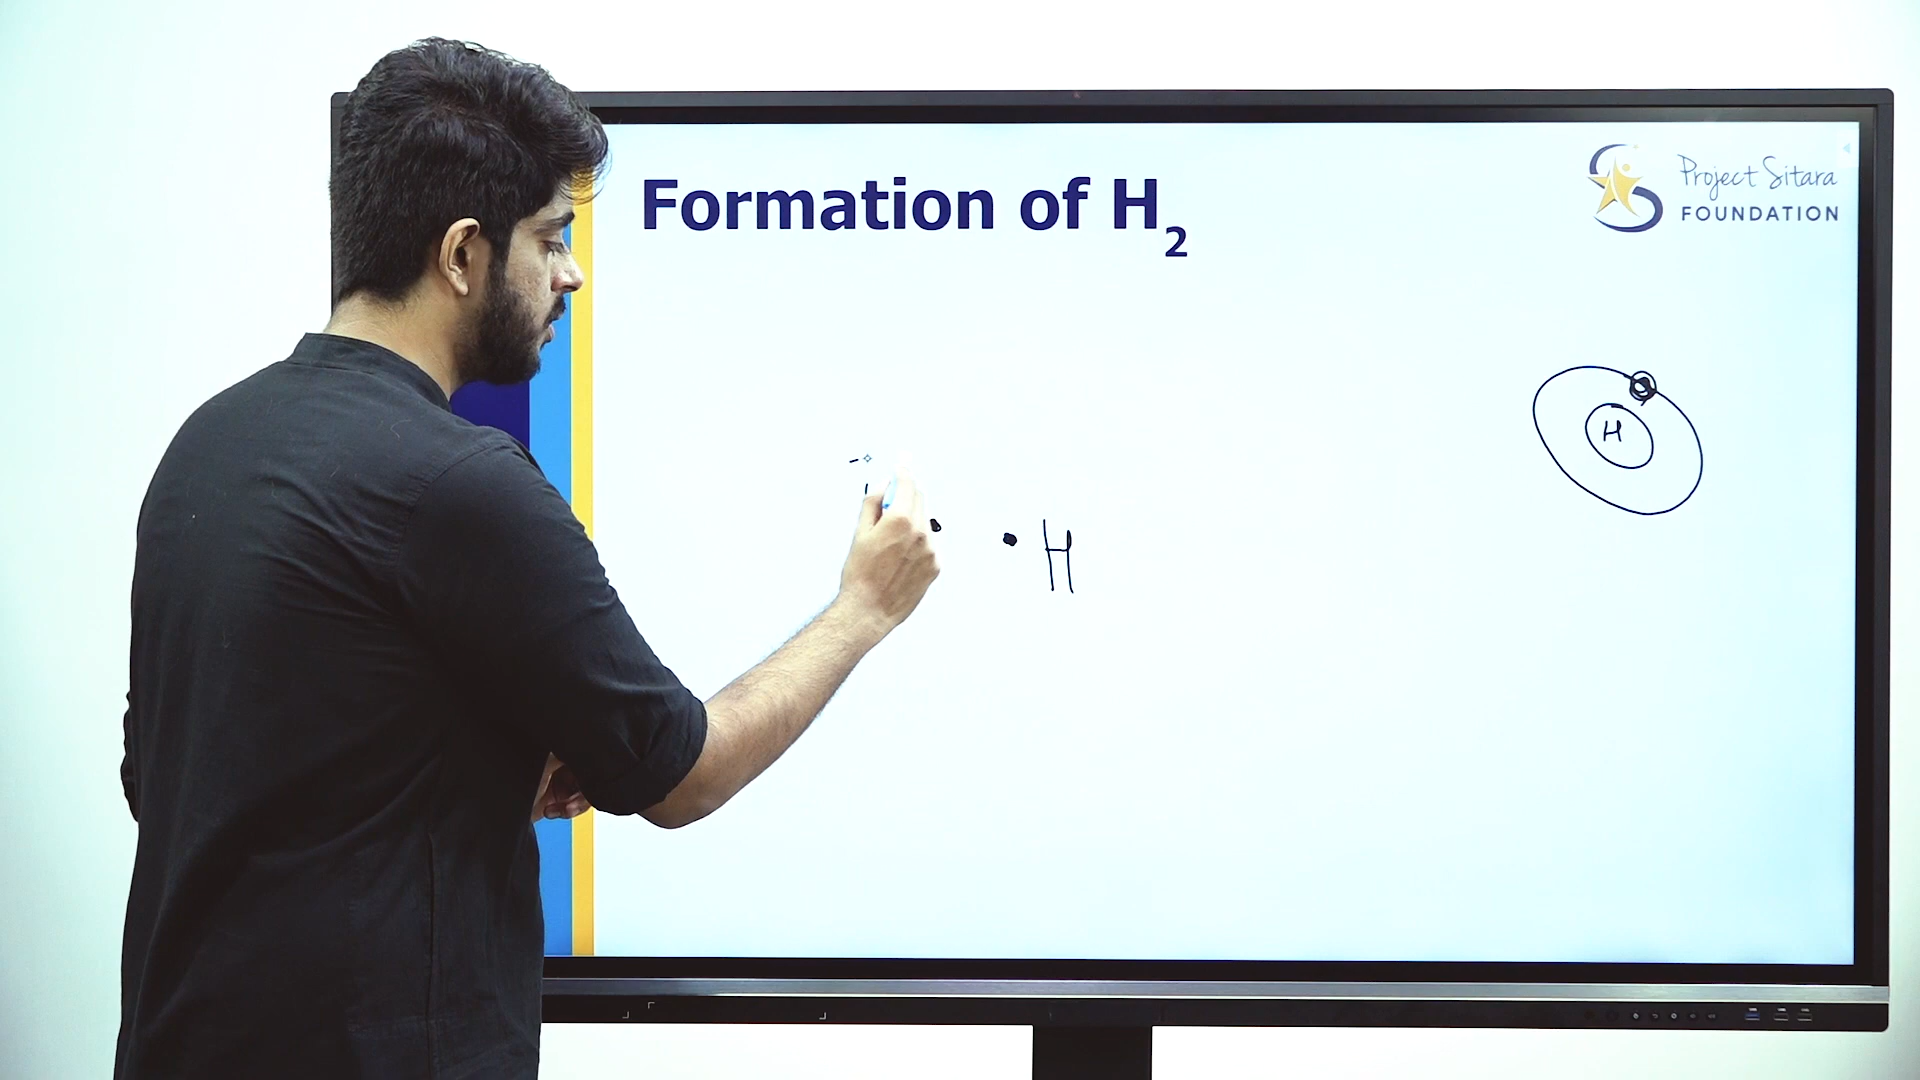 Formation of H₂
Project Sitara
FOUNDATION
H
H